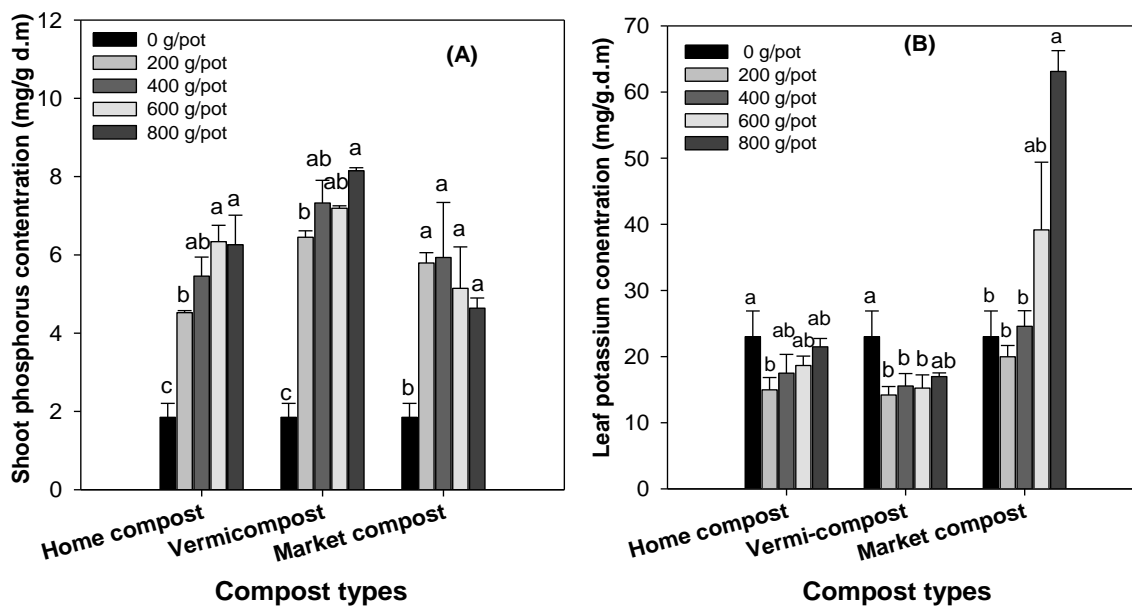 Shoot phosphorus contentration (mg/g d.m)
12
10
8
6
4
2
0
0 g/pot
200 g/pot
400 g/pot
600 g/pot
800 g/pot
(A)
c
b
ab
a
a
c
b
ab
ab
a
b
a
a
a
a
Home compost
Vermicompost
Market compost
Compost types
Leaf potassium conentration (mg/g.d.m)
70
60
50
40
30
20
10
0
0 g/pot
200 g/pot
400 g/pot
600 g/pot
800 g/pot
(B)
a
b
ab
ab
ab
a
b
b
b
ab
b
b
b
ab
a
Home compost
Vermi-compost
Market compost
Compost types